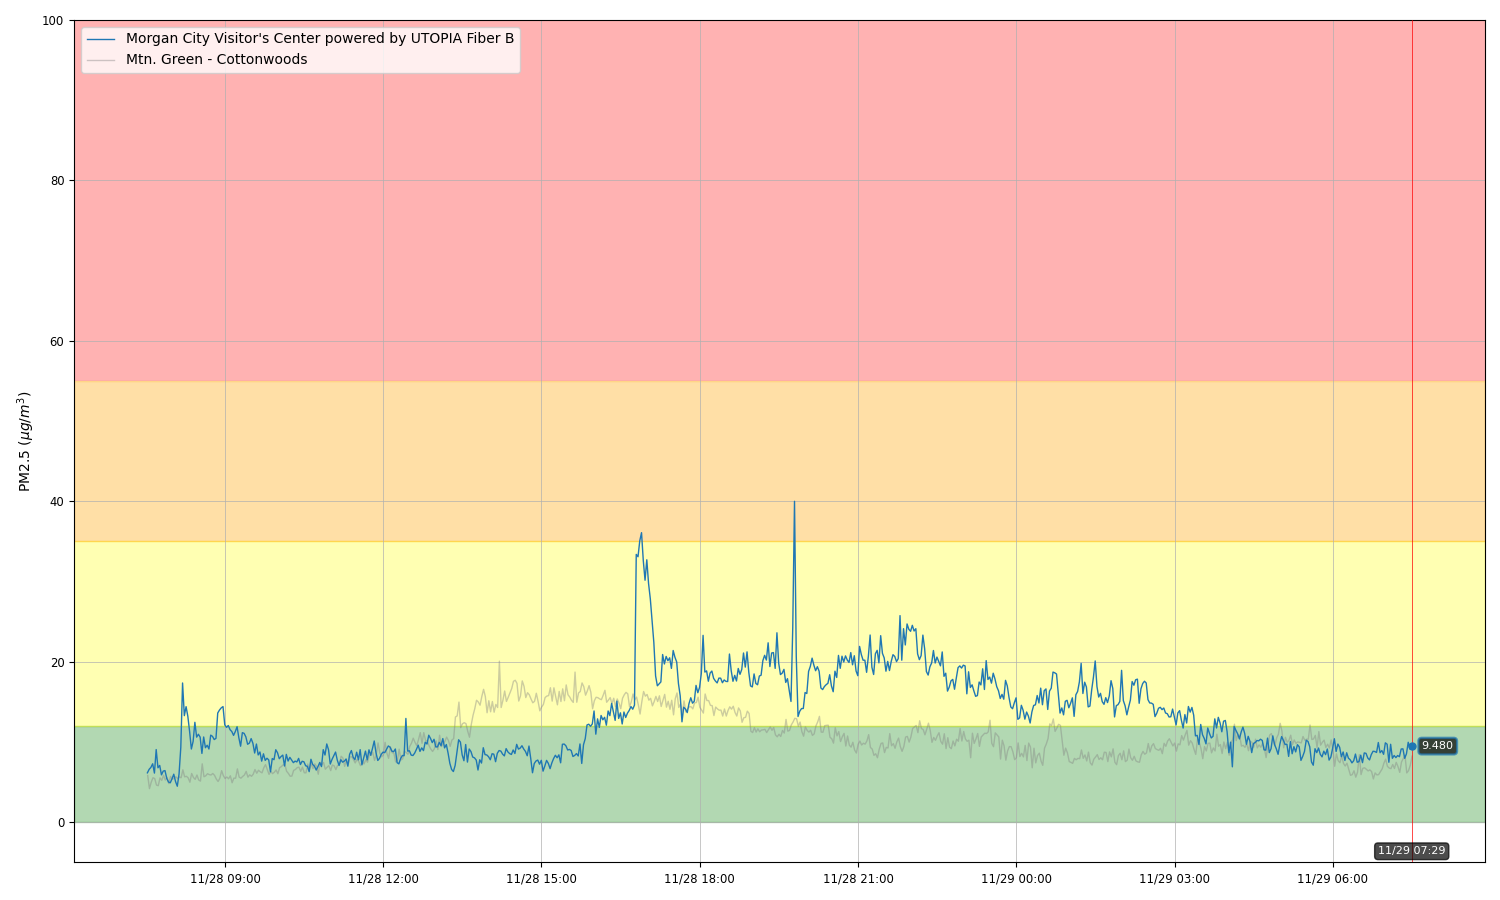 Morgan City Visitor's Center powered by UTOPIA Fiber B
Mtn. Green - Cottonwoods
100
80
60
40
20
0
PM2.5 (μg/m³)
9.480
11/29 07:29
11/28 09:00 11/28 12:00 11/28 15:00 11/28 18:00 11/28 21:00 11/29 00:00 11/29 03:00 11/29 06:00